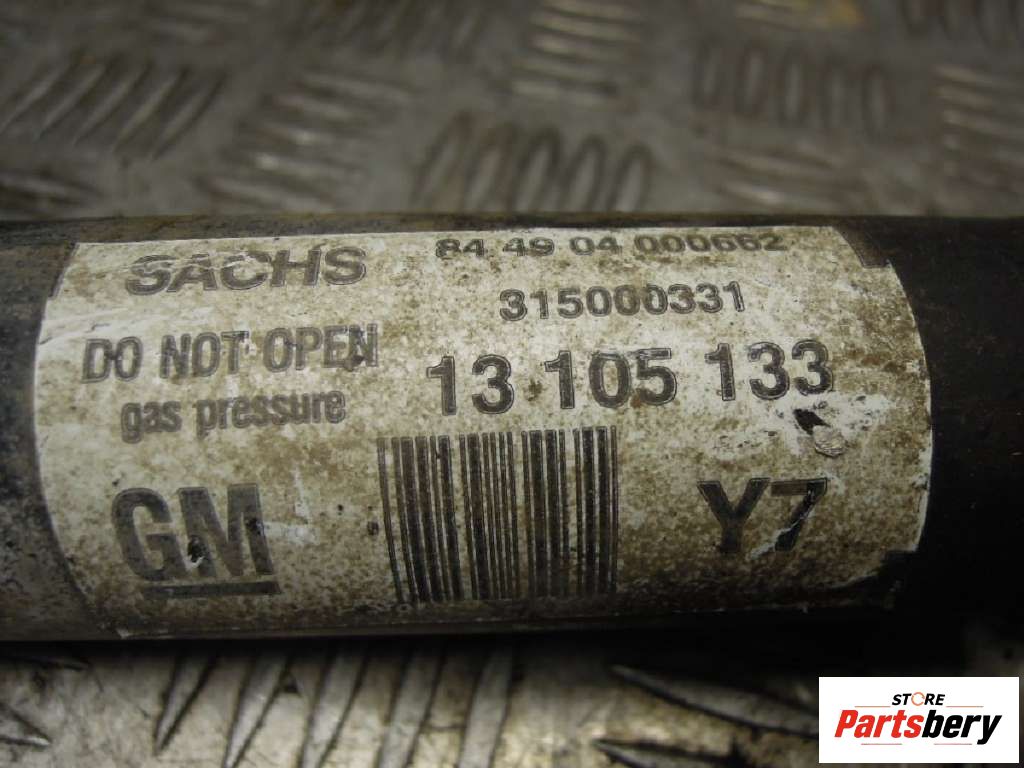 SACHS
84 49 04 000662
315000331
DO NOT OPEN
gas pressure
13 105 133
GM
Y7
STORE
Partsbery